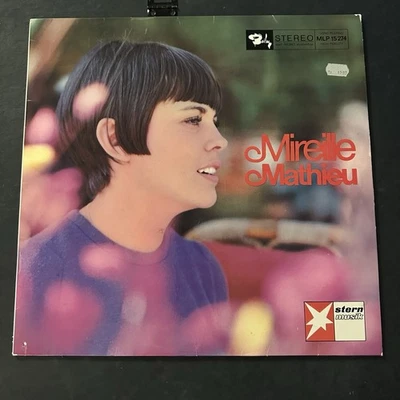 STEREO
MLP 15 274
Mireille
Mathieu
stern
musik